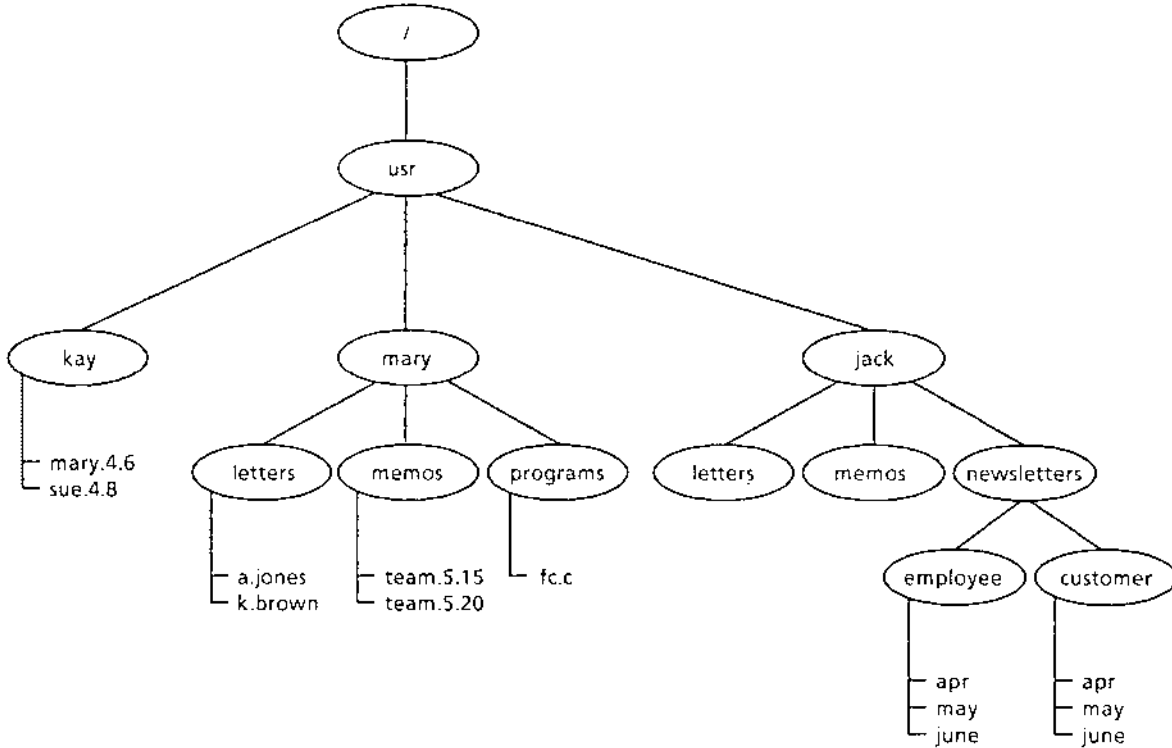 /
usr
kay mary jack
letters memos programs letters memos newsletters
mary.4.6
sue.4.8
a.jones team.5.15 fc.c employee customer
k.brown team.5.20
apr apr
may may
june june